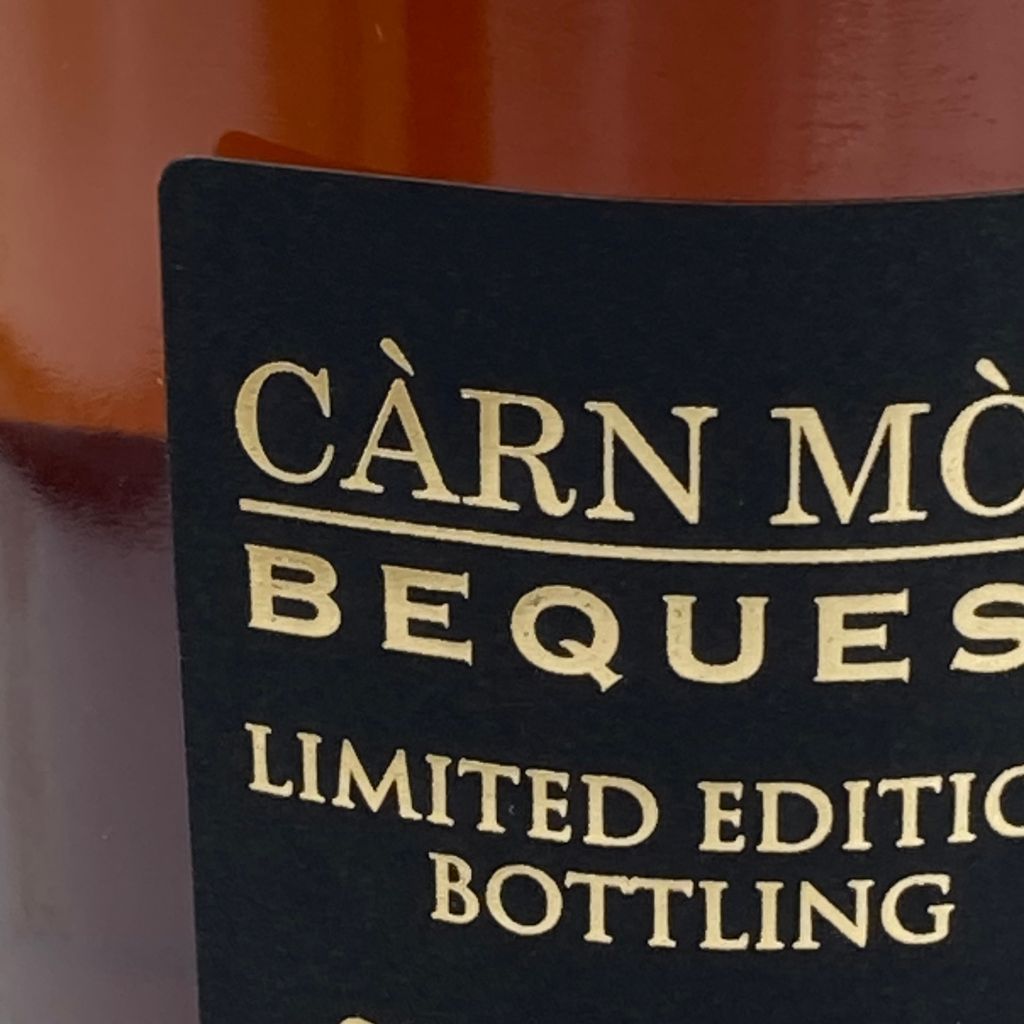 CÀRN MÒ
BEQUES
LIMITED EDITIO
BOTTLING